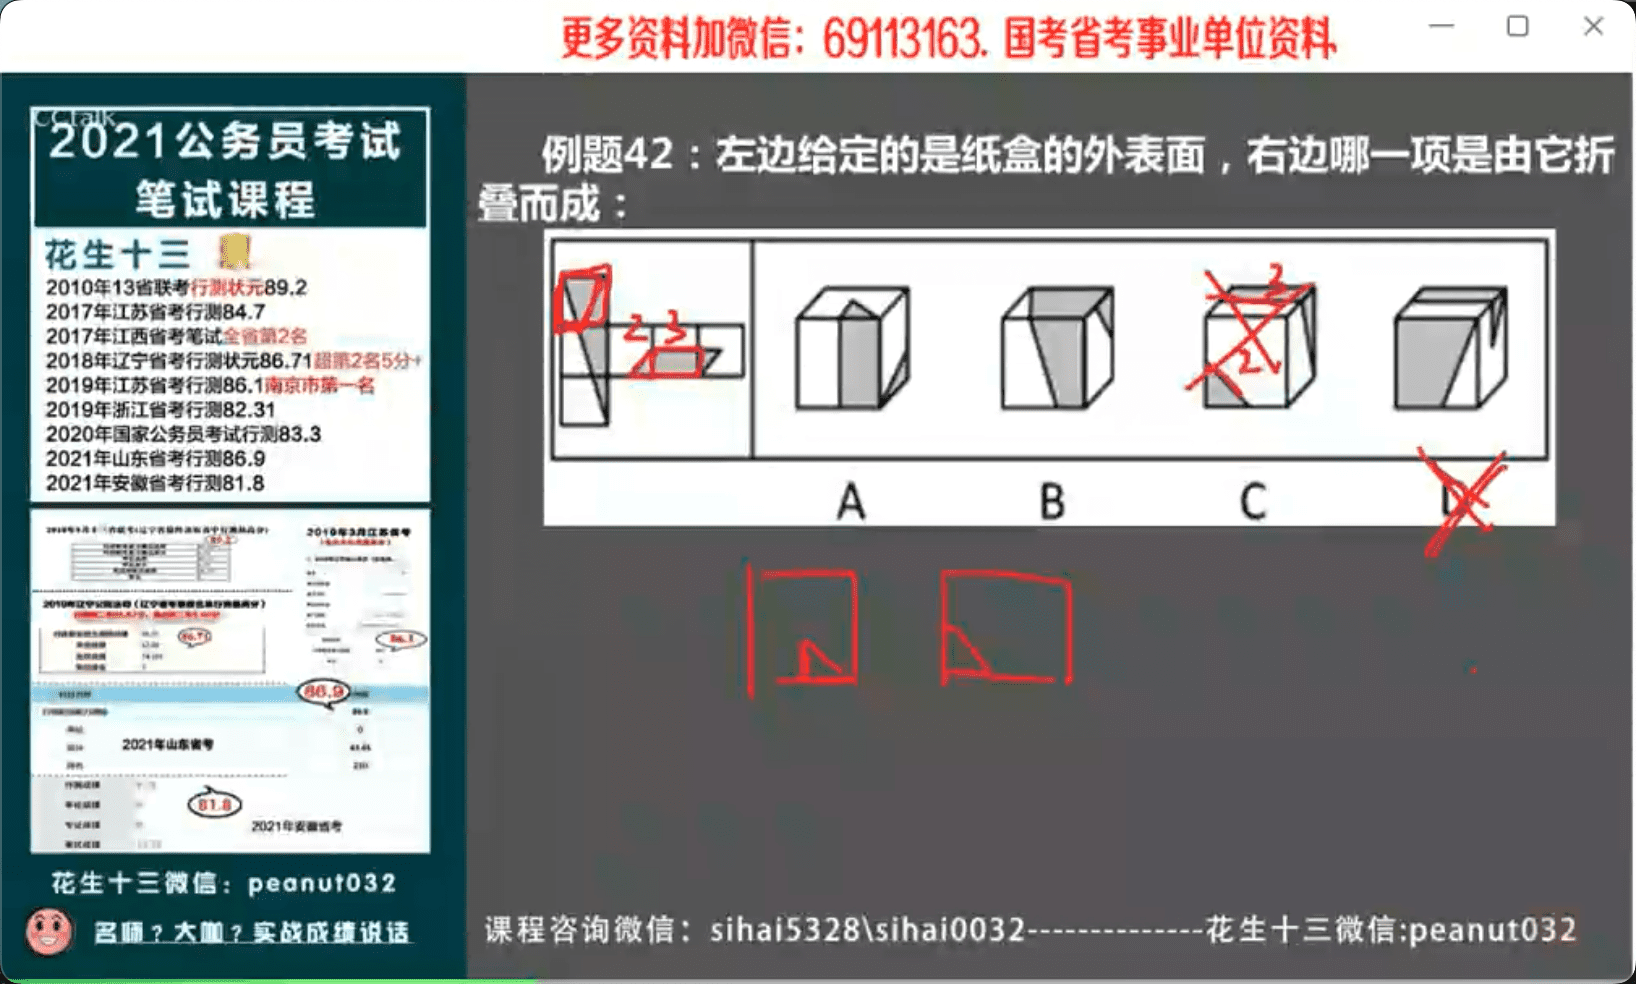 更多资料加微信：69113163. 国考省考事业单位资料.
CCtalk
2021公务员考试
笔试课程
花生十三
2010年13省联考行测状元89.2
2017年江苏省考行测84.7
2017年江西省考笔试全省第2名
2018年辽宁省考行测状元86.71超第2名5分+
2019年江苏省考行测86.1南京市第一名
2019年浙江省考行测82.31
2020年国家公务员考试行测83.3
2021年山东省考行测86.9
2021年安徽省考行测81.8
2019年3月江苏省考
86.71
86.1
86.9
2021年山东省考
81.8
2021年安徽省考
花生十三微信：peanut032
名师？大咖？实战成绩说话
例题42：左边给定的是纸盒的外表面，右边哪一项是由它折
叠而成：
2 3
2
2
A B C D
课程咨询微信：sihai5328\sihai0032--------------花生十三微信:peanut032